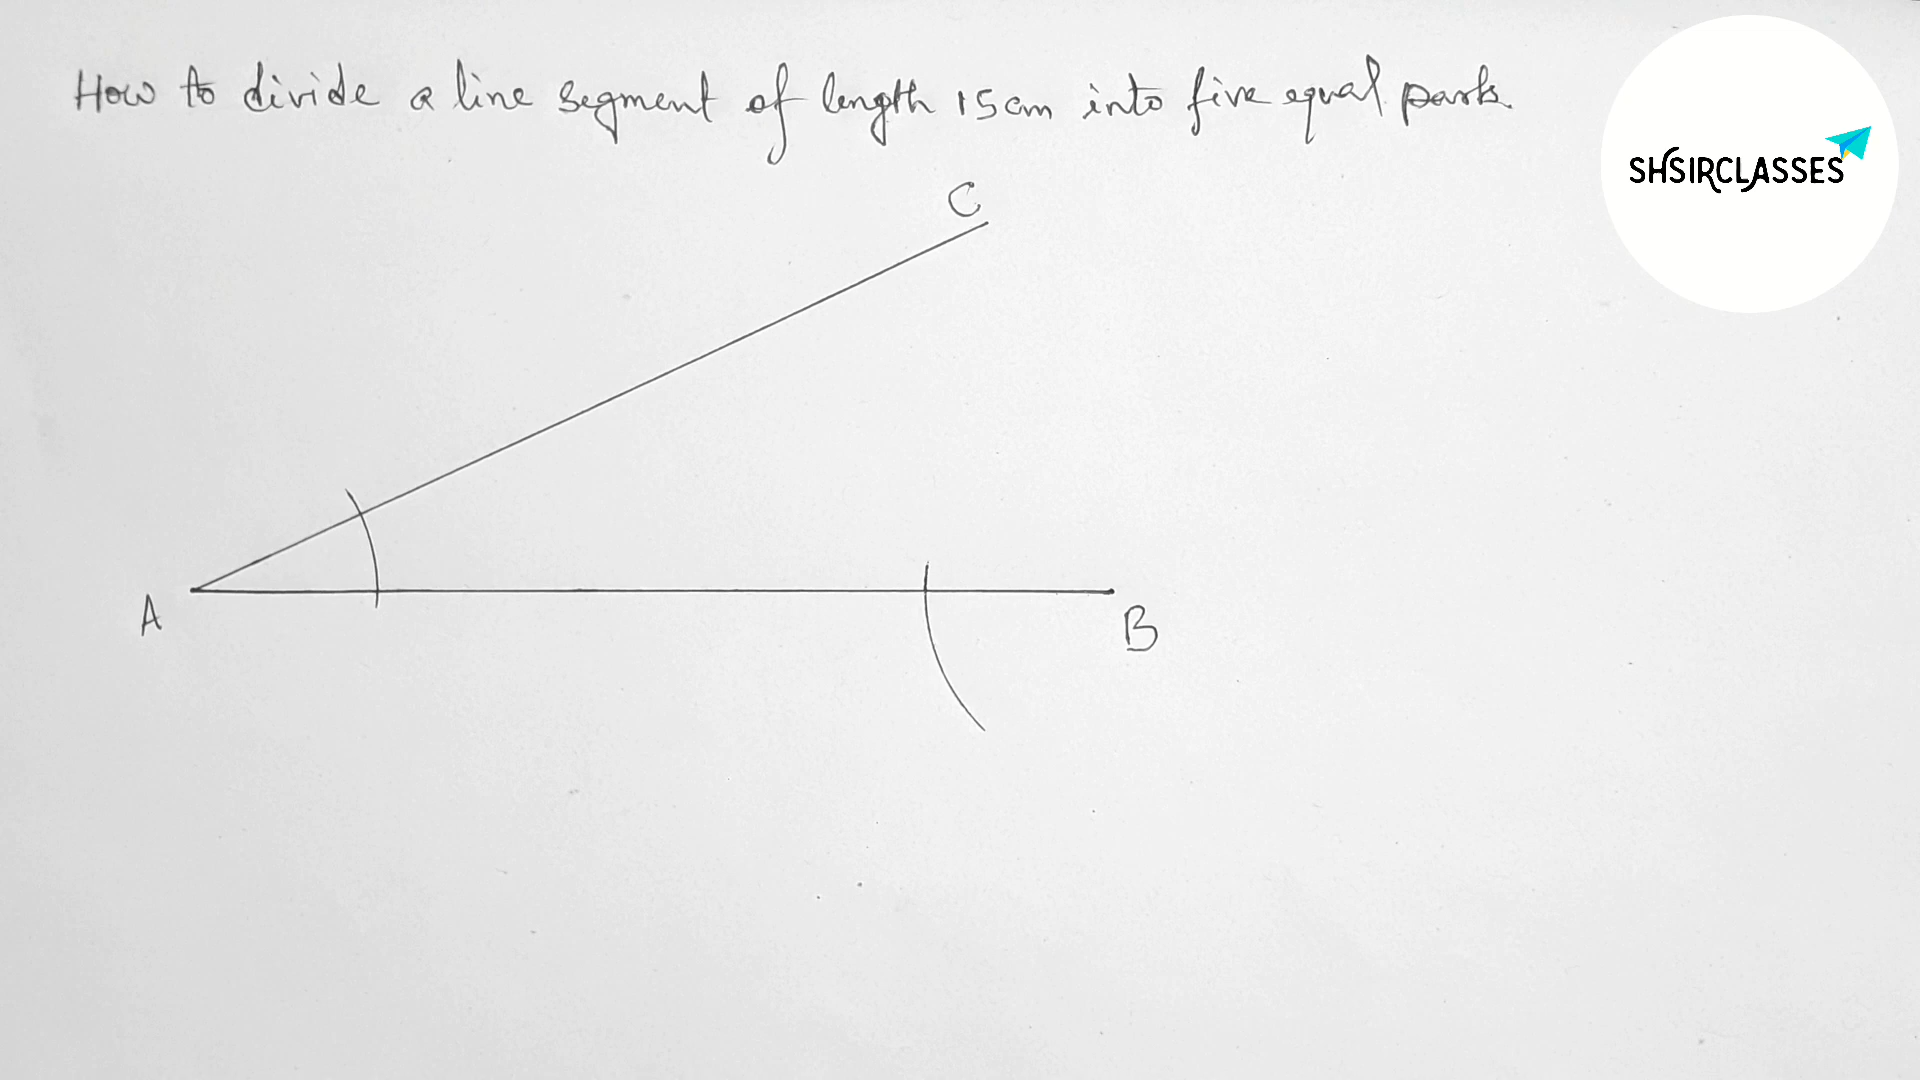 How to divide a line segment of length 15cm into five equal parts.
SHSIRCLASSES
C
A
B